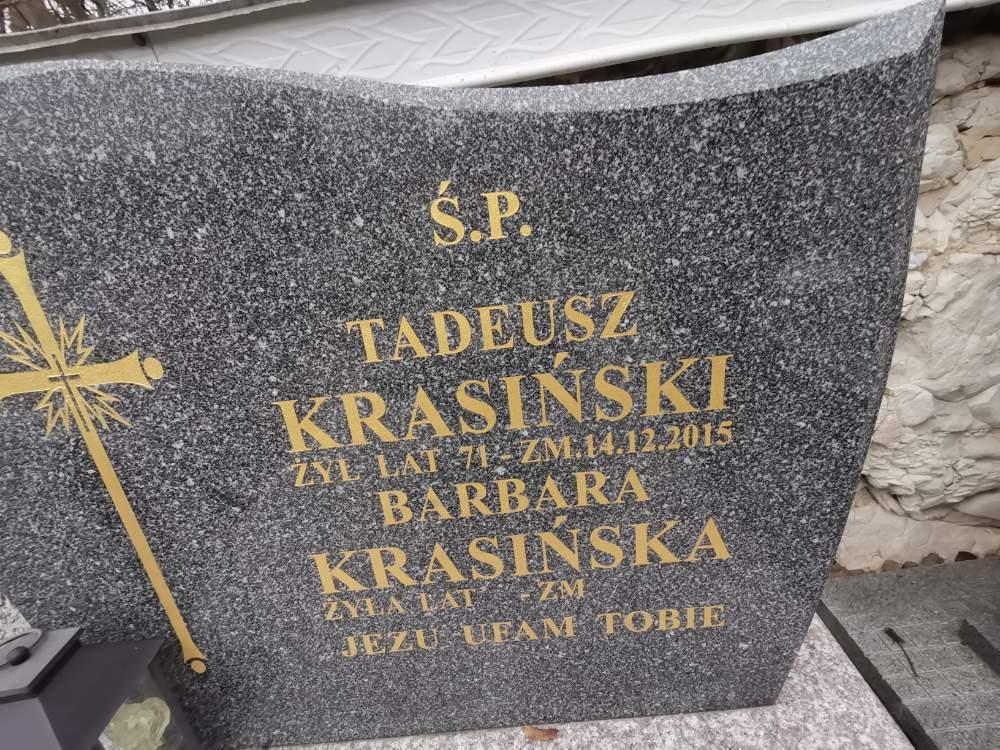 Ś.P.
TADEUSZ
KRASIŃSKI
ŻYŁ LAT 71 - ZM.14.12.2015
BARBARA
KRASIŃSKA
ŻYŁA LAT - ZM
JEZU UFAM TOBIE